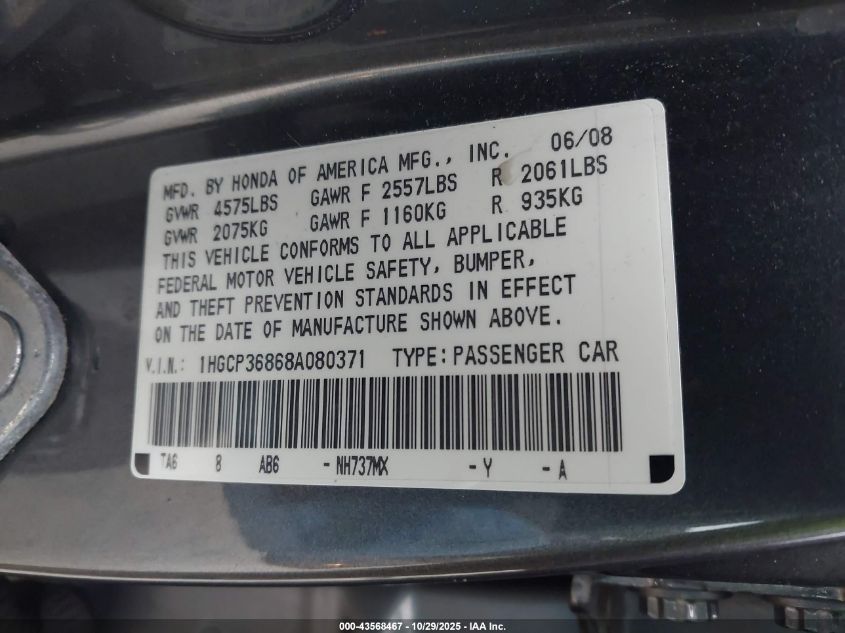 MFD. BY HONDA OF AMERICA MFG., INC. 06/08
GVWR 4575LBS GAWR F 2557LBS R 2061LBS
GVWR 2075KG GAWR F 1160KG R 935KG
THIS VEHICLE CONFORMS TO ALL APPLICABLE
FEDERAL MOTOR VEHICLE SAFETY, BUMPER,
AND THEFT PREVENTION STANDARDS IN EFFECT
ON THE DATE OF MANUFACTURE SHOWN ABOVE.
V.I.N.: 1HGCP36868A080371 TYPE: PASSENGER CAR
TA6 8 AB6 - NH737MX - Y - A
000-43568467 - 10/29/2025 - IAA Inc.